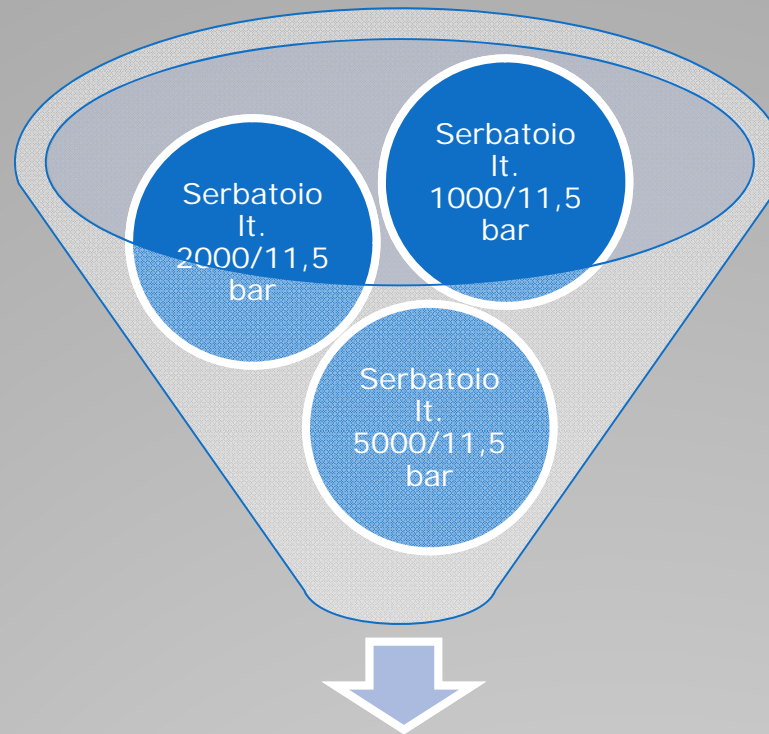 Serbatoio
lt.
1000/11,5
bar
Serbatoio
lt.
2000/11,5
bar
Serbatoio
lt.
5000/11,5
bar